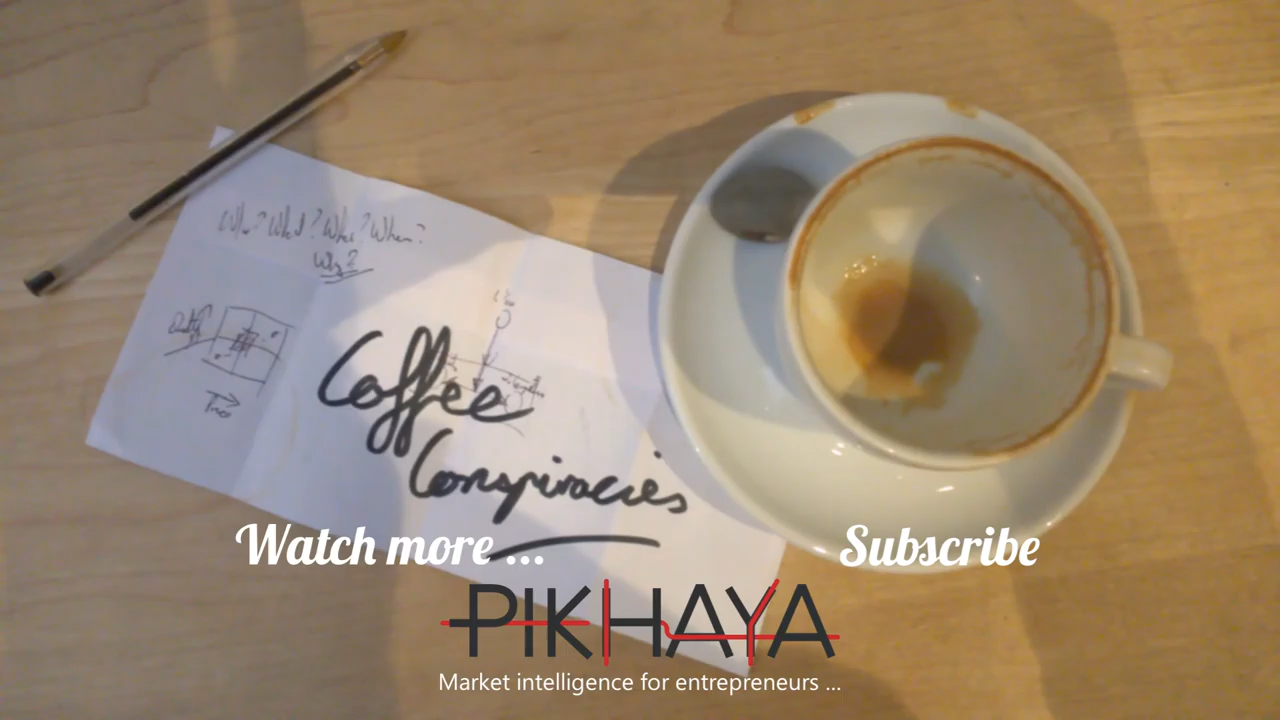 Who? What? Where? When?
Why?
Coffee
Conspiracies
Watch more ...
Subscribe
PIKHAYA
Market intelligence for entrepreneurs ...